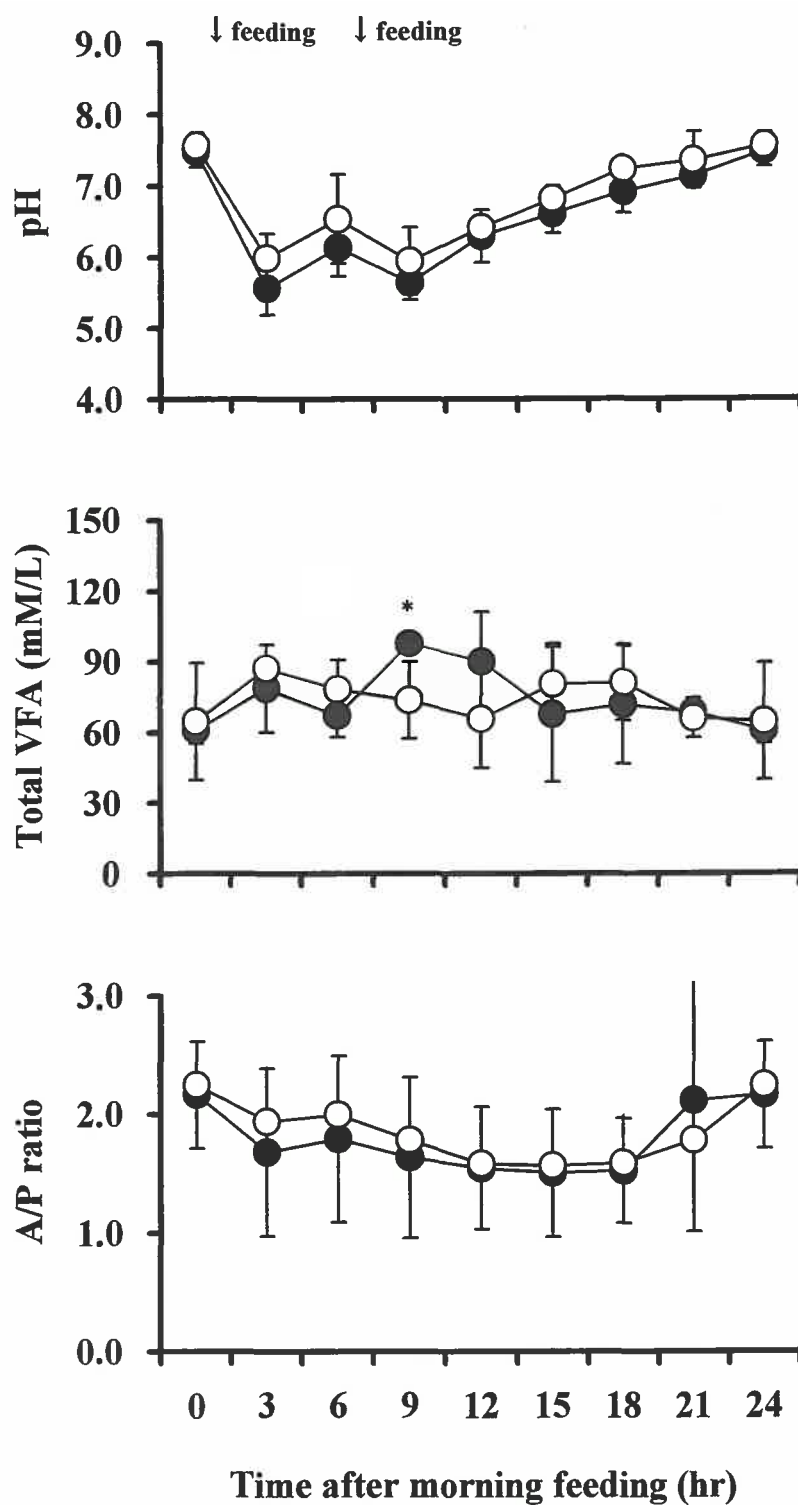 ↓ feeding ↓ feeding
9.0
8.0
7.0
6.0
5.0
4.0
pH
150
120
90
60
30
0
Total VFA (mM/L)
*
3.0
2.0
1.0
0.0
A/P ratio
0 3 6 9 12 15 18 21 24
Time after morning feeding (hr)